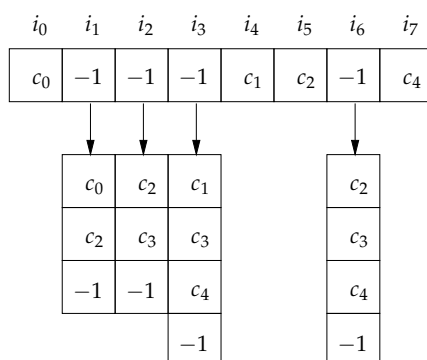 i₀ i₁ i₂ i₃ i₄ i₅ i₆ i₇
c₀ −1 −1 −1 c₁ c₂ −1 c₄
c₀ c₂ c₁ c₂
c₂ c₃ c₃ c₃
−1 −1 c₄ c₄
−1 −1